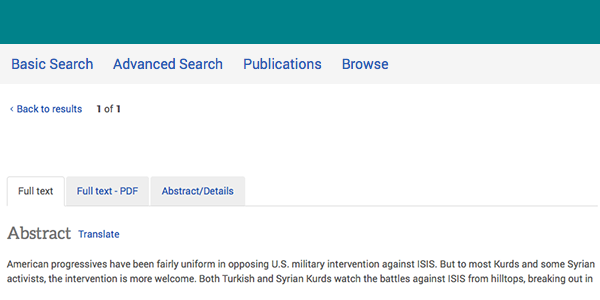 Basic Search Advanced Search Publications Browse
‹ Back to results 1 of 1
Full text Full text - PDF Abstract/Details
Abstract Translate
American progressives have been fairly uniform in opposing U.S. military intervention against ISIS. But to most Kurds and some Syrian
activists, the intervention is more welcome. Both Turkish and Syrian Kurds watch the battles against ISIS from hilltops, breaking out in